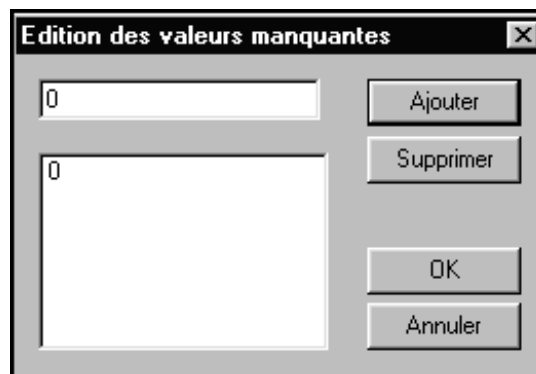 Edition des valeurs manquantes
0
Ajouter
0
Supprimer
OK
Annuler